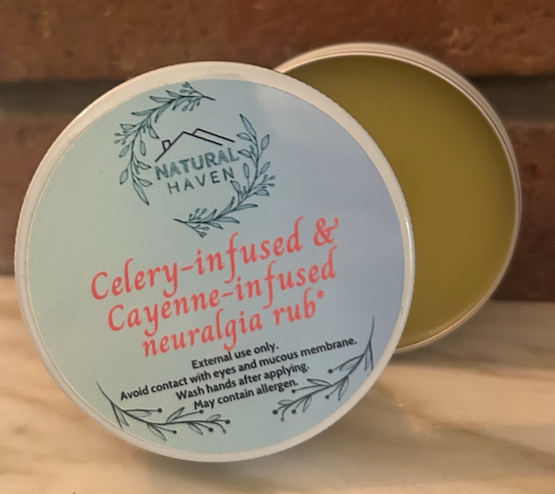 NATURAL
HAVEN
Celery-infused &
Cayenne-infused
neuralgia rub*
External use only.
Avoid contact with eyes and mucous membrane.
Wash hands after applying.
May contain allergen.